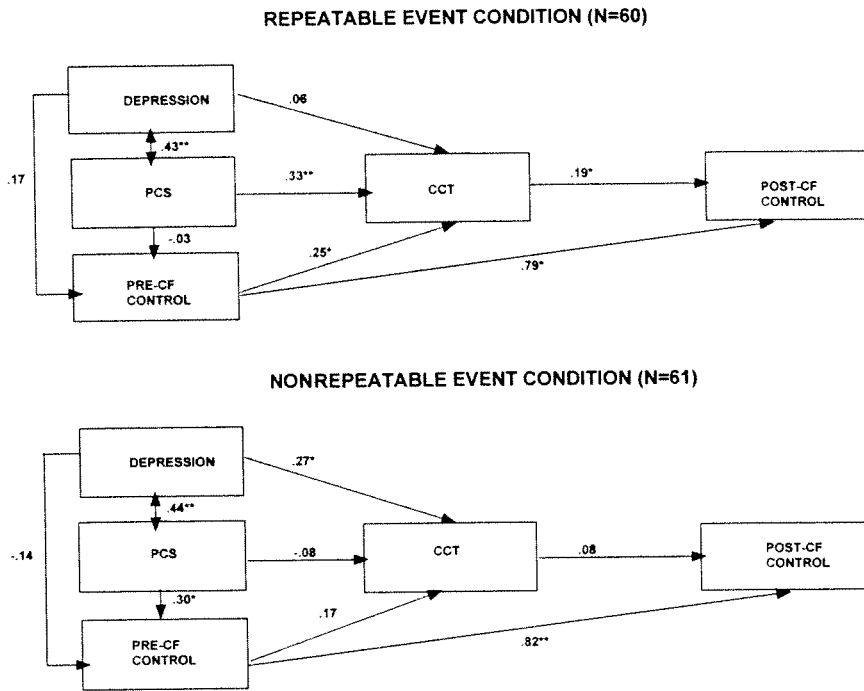 REPEATABLE EVENT CONDITION (N=60)
DEPRESSION
.06
.43**
.17
PCS
.33**
CCT
.19*
POST-CF
CONTROL
-.03
.25*
.79*
PRE-CF
CONTROL
NONREPEATABLE EVENT CONDITION (N=61)
DEPRESSION
.27*
.44**
-.14
PCS
-.08
CCT
.08
POST-CF
CONTROL
.30*
.17
.82**
PRE-CF
CONTROL